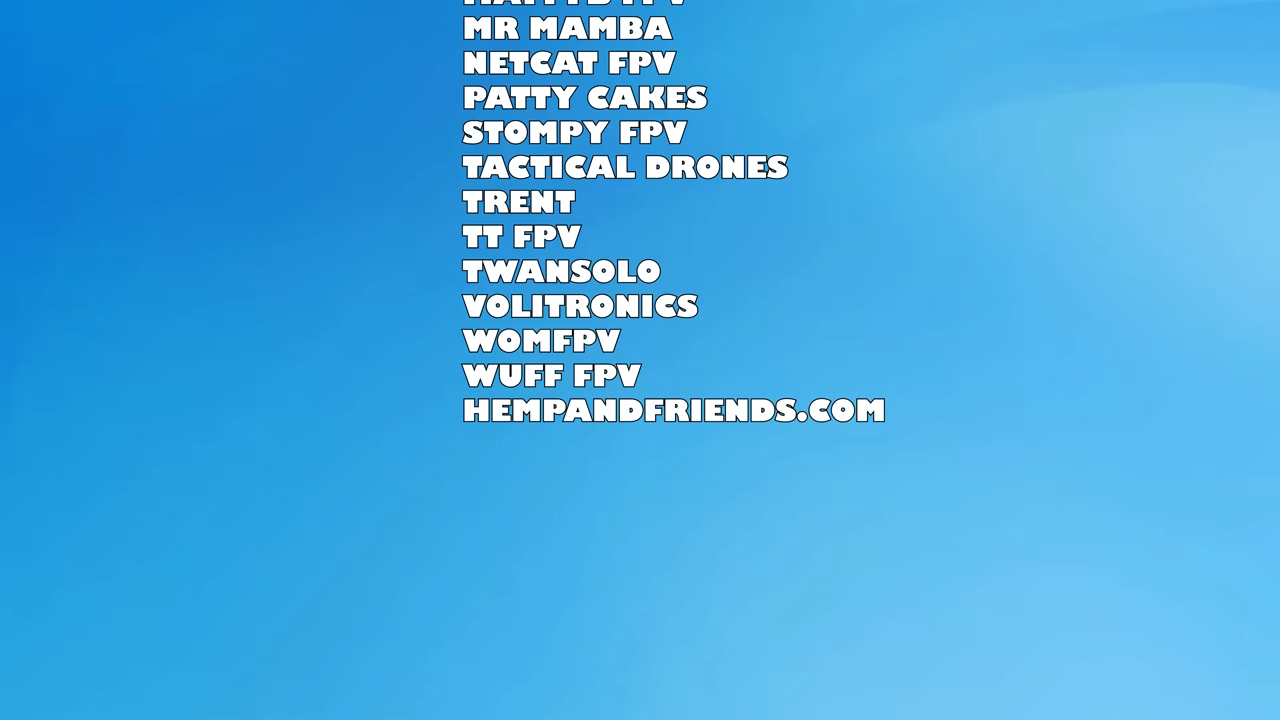 MR MAMBA
NETCAT FPV
PATTY CAKES
STOMPY FPV
TACTICAL DRONES
TRENT
TT FPV
TWANSOLO
VOLITRONICS
WOMFPV
WUFF FPV
HEMPANDFRIENDS.COM